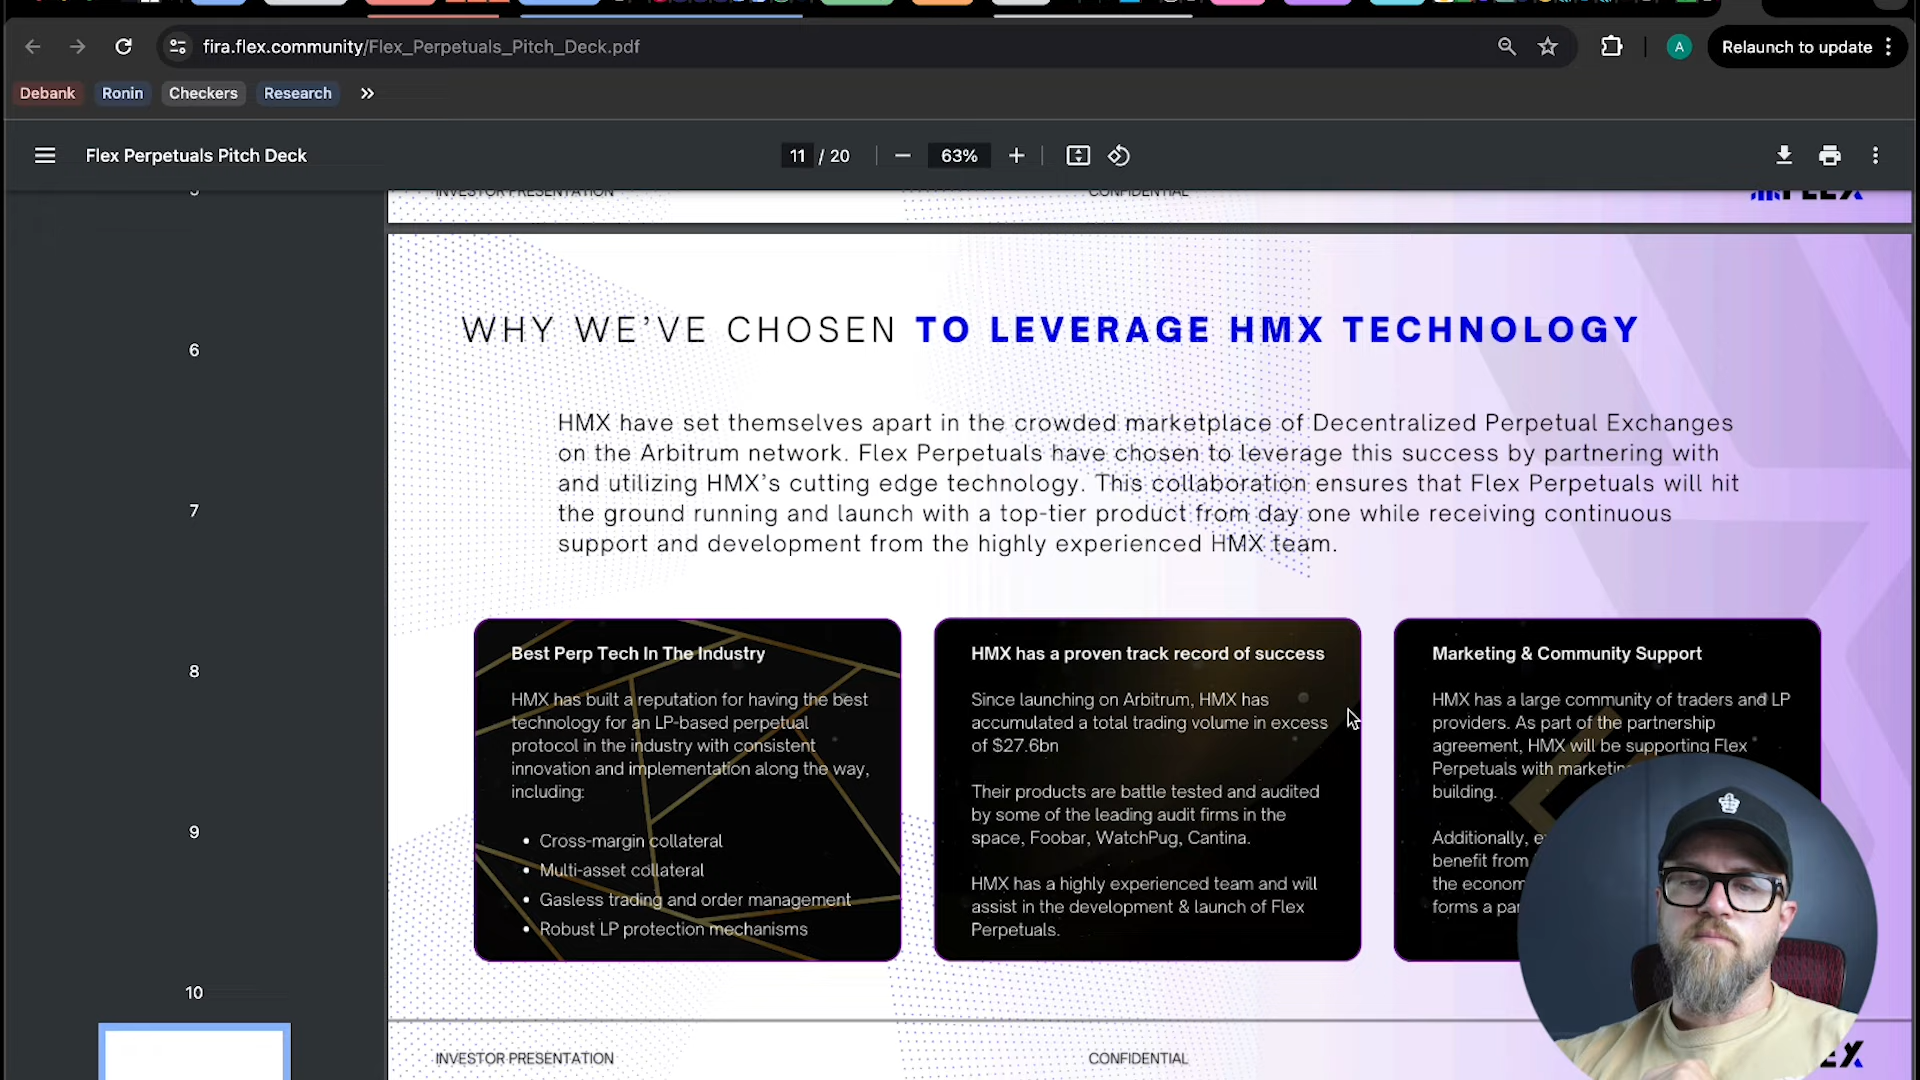 fira.flex.community/Flex_Perpetuals_Pitch_Deck.pdf
A
Relaunch to update
Debank
Ronin
Checkers
Research
Flex Perpetuals Pitch Deck
11 / 20
63%
INVESTOR PRESENTATION
CONFIDENTIAL
FLEX
6
7
8
9
10
WHY WE'VE CHOSEN TO LEVERAGE HMX TECHNOLOGY
HMX have set themselves apart in the crowded marketplace of Decentralized Perpetual Exchanges
on the Arbitrum network. Flex Perpetuals have chosen to leverage this success by partnering with
and utilizing HMX's cutting edge technology. This collaboration ensures that Flex Perpetuals will hit
the ground running and launch with a top-tier product from day one while receiving continuous
support and development from the highly experienced HMX team.
Best Perp Tech In The Industry
HMX has built a reputation for having the best
technology for an LP-based perpetual
protocol in the industry with consistent
innovation and implementation along the way,
including:
• Cross-margin collateral
• Multi-asset collateral
• Gasless trading and order management
• Robust LP protection mechanisms
HMX has a proven track record of success
Since launching on Arbitrum, HMX has
accumulated a total trading volume in excess
of $27.6bn
Their products are battle tested and audited
by some of the leading audit firms in the
space, Foobar, WatchPug, Cantina.
HMX has a highly experienced team and will
assist in the development & launch of Flex
Perpetuals.
Marketing & Community Support
HMX has a large community of traders and LP
providers. As part of the partnership
agreement, HMX will be supporting Flex
Perpetuals with
building.
Additionally,
benefit from
the
forms a
INVESTOR PRESENTATION
CONFIDENTIAL